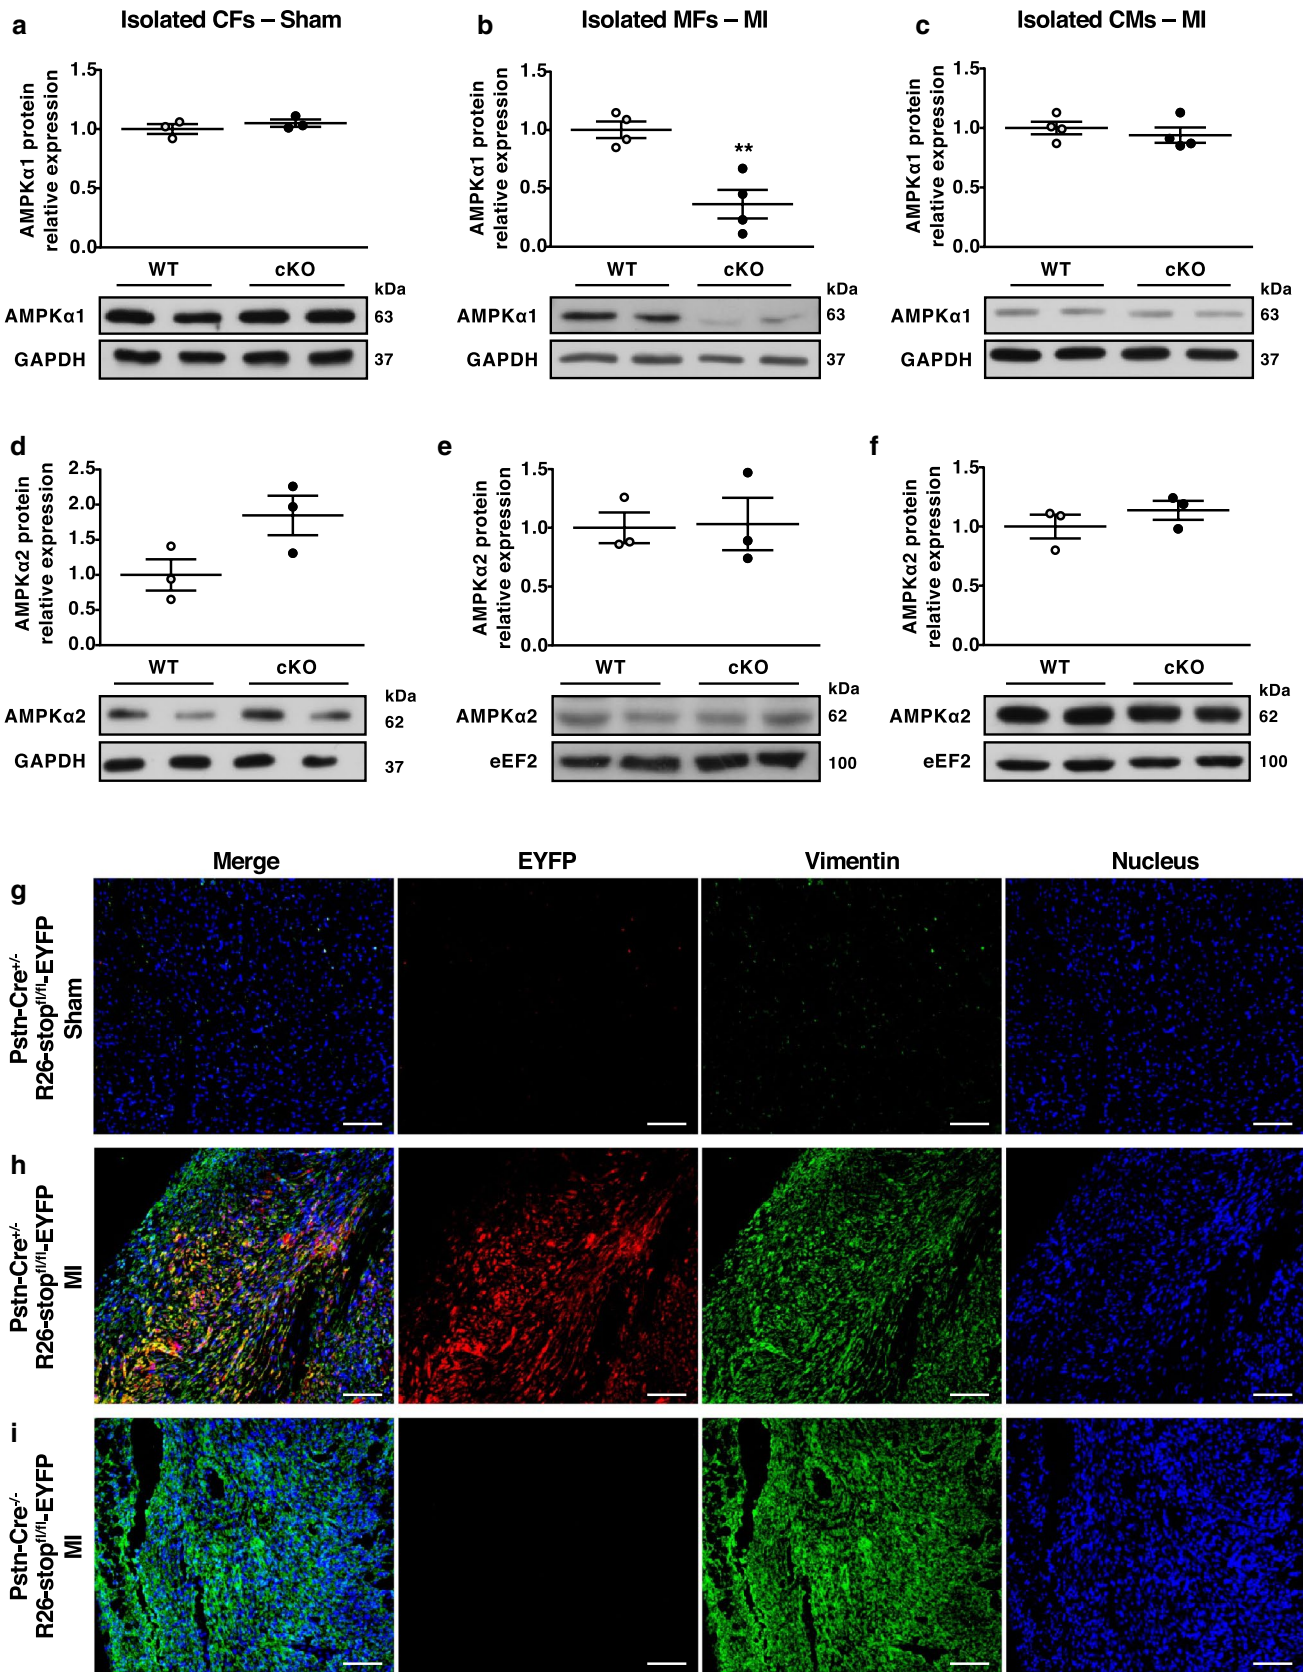 a Isolated CFs – Sham
AMPKα1 protein
relative expression
1.5
1.0
0.5
0.0
WT cKO
kDa
AMPKα1 63
GAPDH 37
b Isolated MFs – MI
AMPKα1 protein
relative expression
1.5
1.0
0.5
0.0
**
WT cKO
kDa
AMPKα1 63
GAPDH 37
c Isolated CMs – MI
AMPKα1 protein
relative expression
1.5
1.0
0.5
0.0
WT cKO
kDa
AMPKα1 63
GAPDH 37
d
AMPKα2 protein
relative expression
2.5
2.0
1.5
1.0
0.5
0.0
WT cKO
kDa
AMPKα2 62
GAPDH 37
e
AMPKα2 protein
relative expression
1.5
1.0
0.5
0.0
WT cKO
kDa
AMPKα2 62
eEF2 100
f
AMPKα2 protein
relative expression
1.5
1.0
0.5
0.0
WT cKO
kDa
AMPKα2 62
eEF2 100
Merge EYFP Vimentin Nucleus
g
Pstn-Cre+/-
R26-stopfl/fl-EYFP
Sham
h
Pstn-Cre+/-
R26-stopfl/fl-EYFP
MI
i
Pstn-Cre-/-
R26-stopfl/fl-EYFP
MI